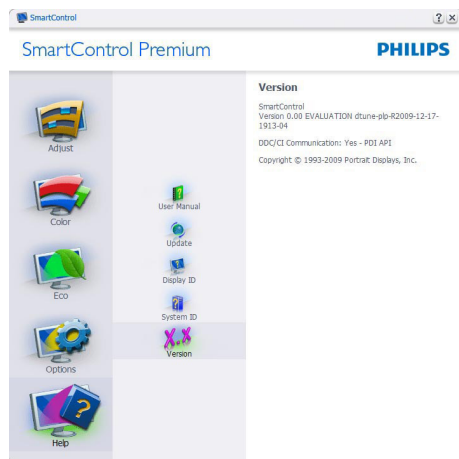 SmartControl
? ×
SmartControl Premium
PHILIPS
Adjust
Color
Eco
Options
Help
User Manual
Update
Display ID
System ID
X.X
Version
Version
SmartControl
Version 0.00 EVALUATION dtune-plp-R2009-12-17-
1913-04
DDC/CI Communication: Yes - PDI API
Copyright © 1993-2009 Portrait Displays, Inc.